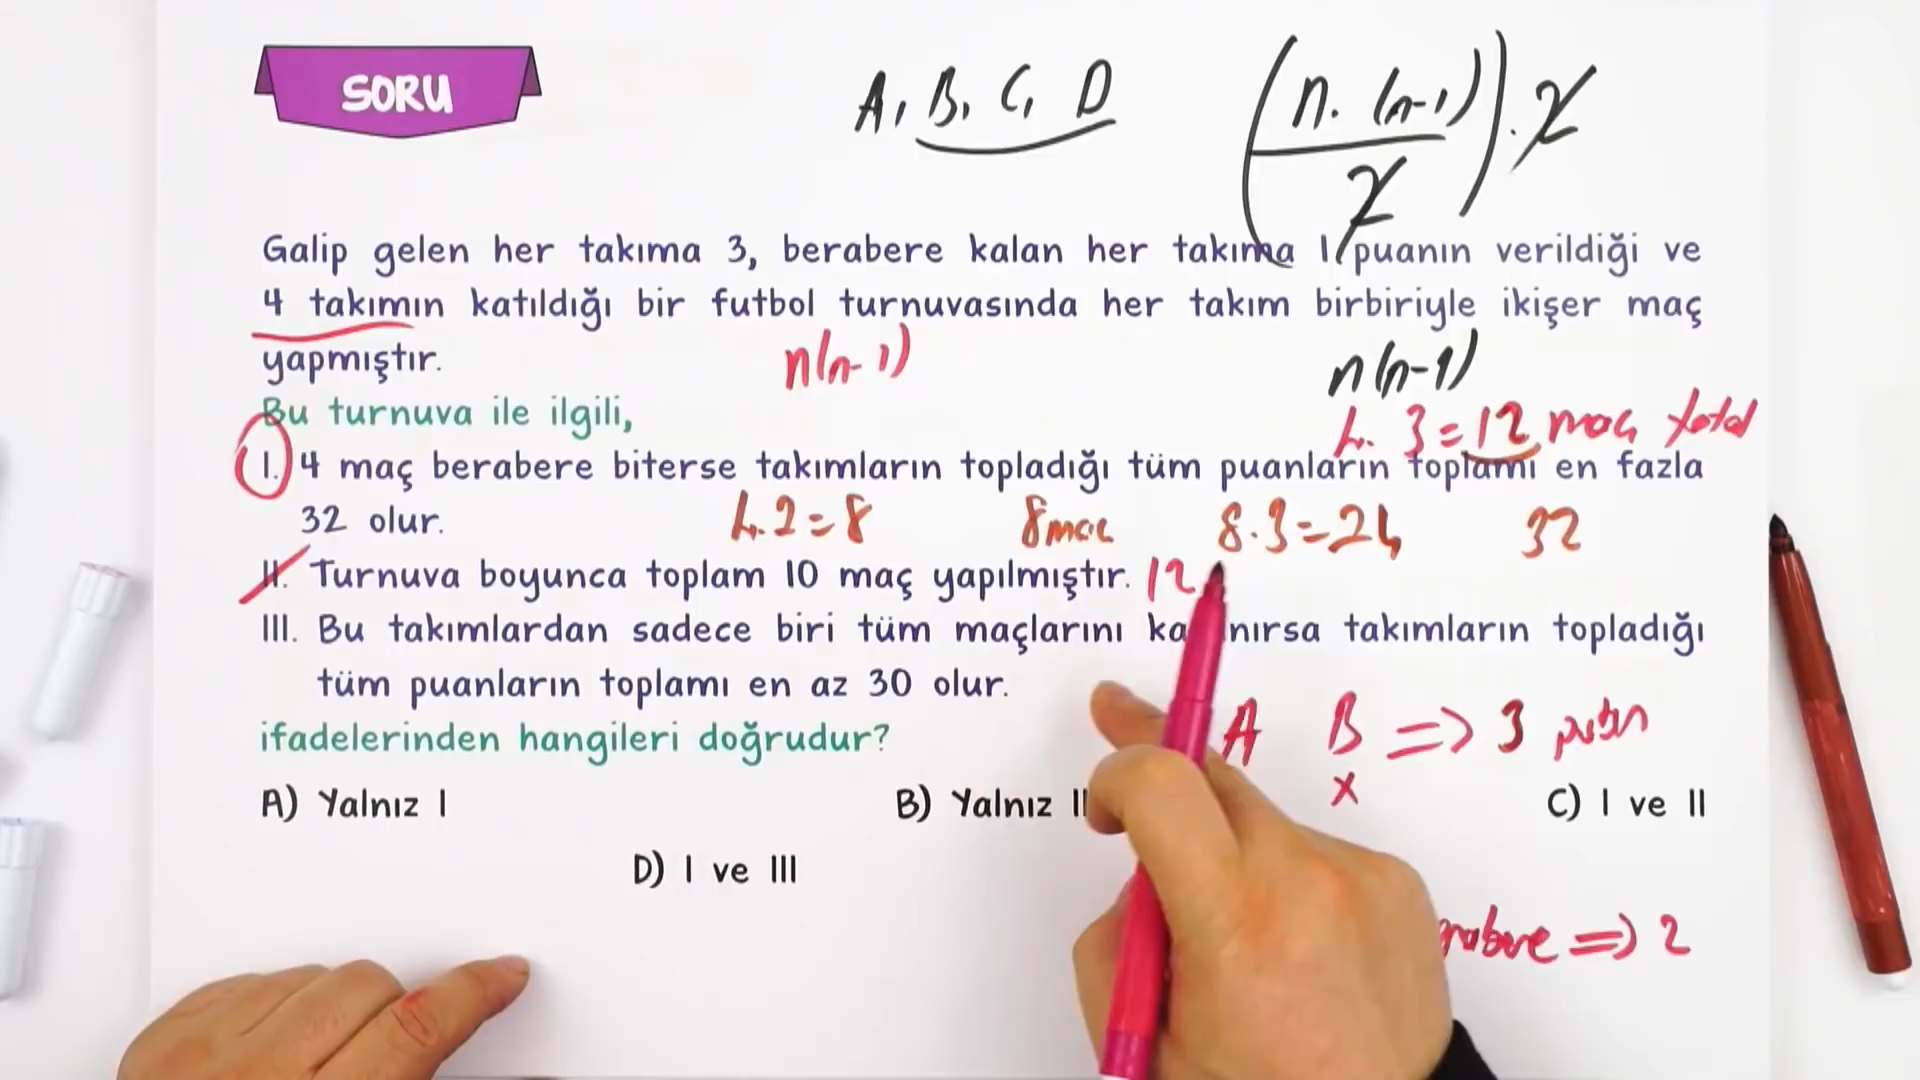 SORU
A, B, C, D
(n. (n-1) / 2) . 2
Galip gelen her takıma 3, berabere kalan her takıma 1 puanın verildiği ve
4 takımın katıldığı bir futbol turnuvasında her takım birbiriyle ikişer maç
yapmıştır.
n(n-1)
n(n-1)
Bu turnuva ile ilgili,
4. 3 = 12 maç total
I. 4 maç berabere biterse takımların topladığı tüm puanların toplamı en fazla
32 olur.
4.2 = 8 8 maç 8.3 = 24 32
II. Turnuva boyunca toplam 10 maç yapılmıştır. 12
III. Bu takımlardan sadece biri tüm maçlarını ka nırsa takımların topladığı
tüm puanların toplamı en az 30 olur.
A B => 3 puan
x
ifadelerinden hangileri doğrudur?
A) Yalnız I
B) Yalnız II
C) I ve II
D) I ve III
=> 2